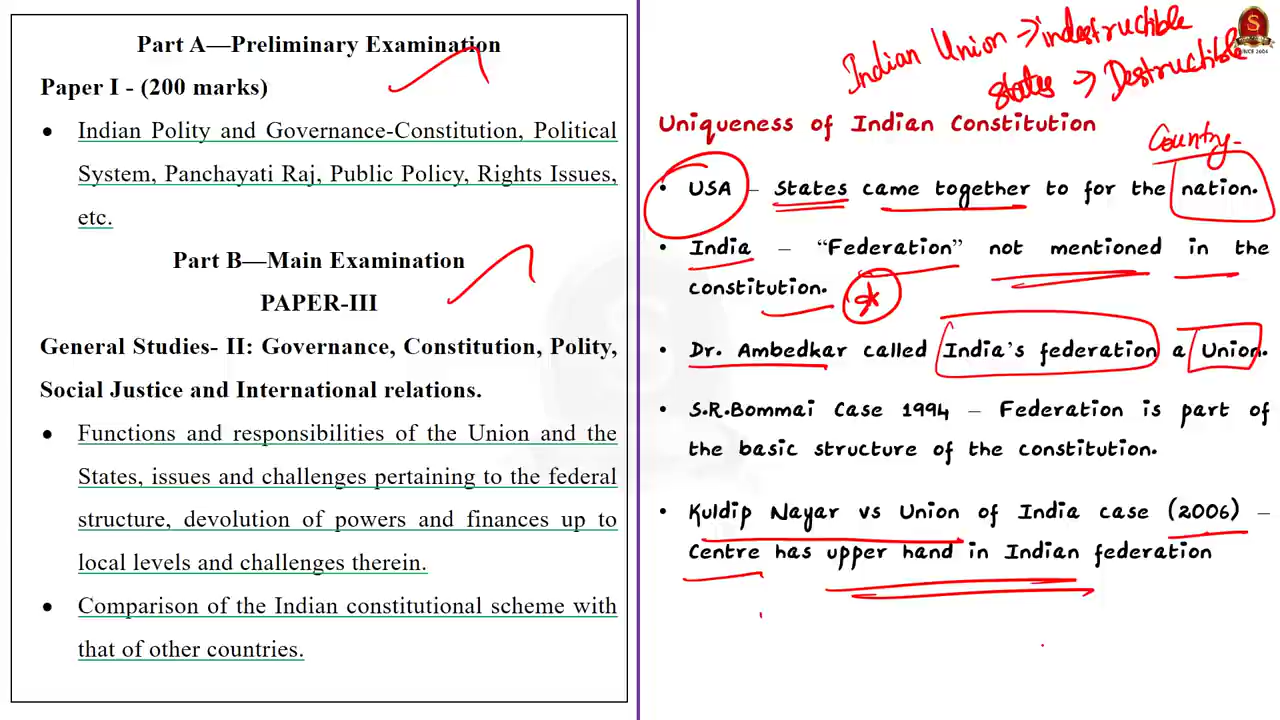 Part A—Preliminary Examination
Paper I - (200 marks)
• Indian Polity and Governance-Constitution, Political
System, Panchayati Raj, Public Policy, Rights Issues,
etc.
Part B—Main Examination
PAPER-III
General Studies- II: Governance, Constitution, Polity,
Social Justice and International relations.
• Functions and responsibilities of the Union and the
States, issues and challenges pertaining to the federal
structure, devolution of powers and finances up to
local levels and challenges therein.
• Comparison of the Indian constitutional scheme with
that of other countries.
Indian Union → indestructible
States → Destructible
S
SINCE 2004
Uniqueness of Indian Constitution
Country
• USA – States came together to for the nation.
• India – “Federation” not mentioned in the
constitution.
• Dr. Ambedkar called India's federation a Union.
• S.R.Bommai Case 1994 – Federation is part of
the basic structure of the constitution.
• Kuldip Nayar vs Union of India case (2006) –
Centre has upper hand in Indian federation